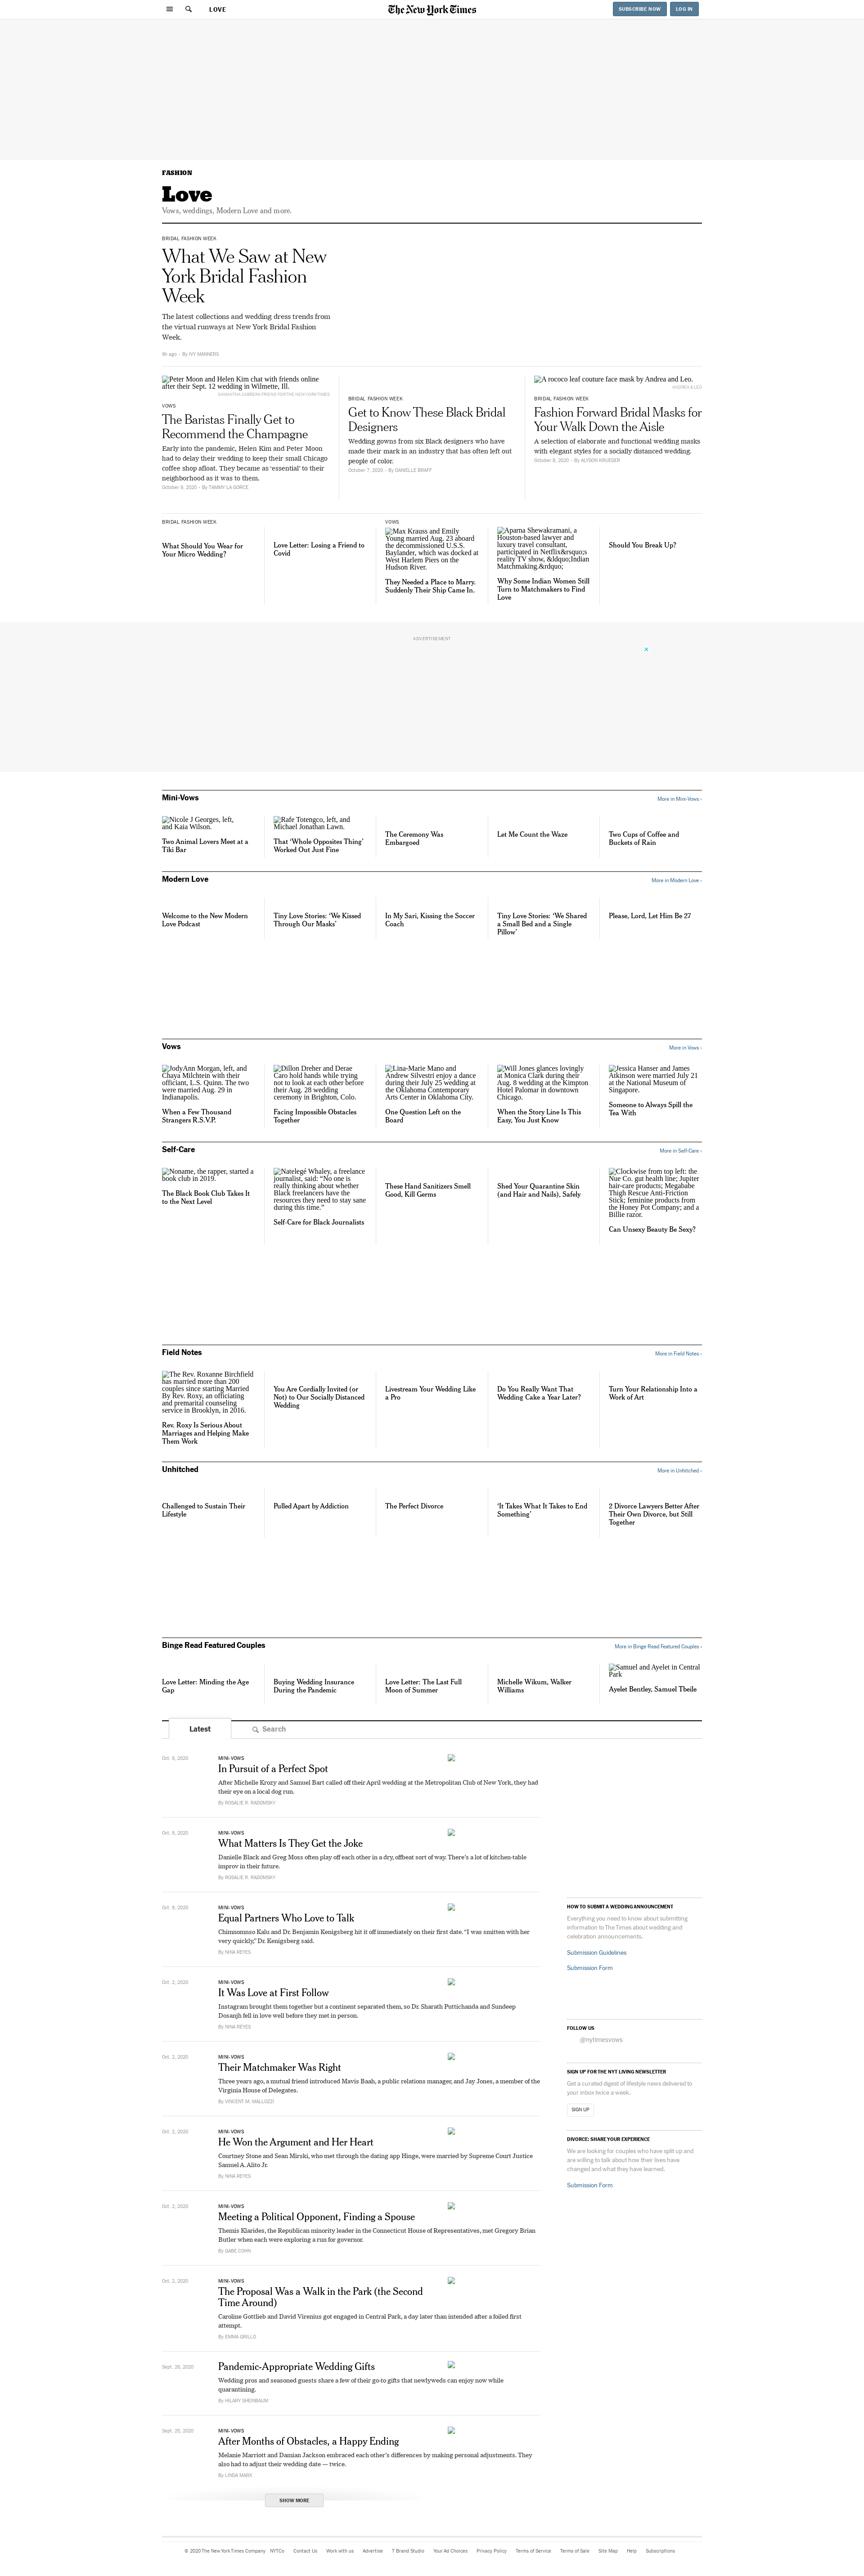 LOVE
The New York Times
SUBSCRIBE NOW
LOG IN
FASHION
Love
Vows, weddings, Modern Love and more.
BRIDAL FASHION WEEK
What We Saw at New
York Bridal Fashion
Week
The latest collections and wedding dress trends from
the virtual runways at New York Bridal Fashion
Week.
8h ago · By IVY MANNERS
Peter Moon and Helen Kim chat with friends online
after their Sept. 12 wedding in Wilmette, Ill.
VOWS
The Baristas Finally Get to
Recommend the Champagne
Early into the pandemic, Helen Kim and Peter Moon
had to delay their wedding to keep their small Chicago
coffee shop afloat. They became as 'essential' to their
neighborhood as it was to them.
October 9, 2020 · By TAMMY LA GORCE
BRIDAL FASHION WEEK
Get to Know These Black Bridal
Designers
Wedding gowns from six Black designers who have
made their mark in an industry that has often left out
people of color.
October 7, 2020 · By DANIELLE BRAFF
A rococo leaf couture face mask by Andrea and Leo.
ANDREA & LEO
BRIDAL FASHION WEEK
Fashion Forward Bridal Masks for
Your Walk Down the Aisle
A selection of elaborate and functional wedding masks
with elegant styles for a socially distanced wedding.
October 8, 2020 · By ALYSON KRUEGER
BRIDAL FASHION WEEK
What Should You Wear for
Your Micro Wedding?
Love Letter: Losing a Friend to
Covid
VOWS
Max Krauss and Emily
Young married Aug. 23 aboard
the decommissioned U.S.S.
Baylander, which was docked at
West Harlem Piers on the
Hudson River.
They Needed a Place to Marry.
Suddenly Their Ship Came In.
Aparna Shewakramani, a
Houston-based lawyer and
luxury travel consultant,
participated in Netflix&rsquo;s
reality TV show, &ldquo;Indian
Matchmaking.&rdquo;
Why Some Indian Women Still
Turn to Matchmakers to Find
Love
Should You Break Up?
ADVERTISEMENT
Mini-Vows
More in Mini-Vows ›
Nicole J Georges, left,
and Kaia Wilson.
Two Animal Lovers Meet at a
Tiki Bar
Rafe Totengco, left, and
Michael Jonathan Lawn.
That 'Whole Opposites Thing'
Worked Out Just Fine
The Ceremony Was
Embargoed
Let Me Count the Waze
Two Cups of Coffee and
Buckets of Rain
Modern Love
More in Modern Love ›
Welcome to the New Modern
Love Podcast
Tiny Love Stories: 'We Kissed
Through Our Masks'
In My Sari, Kissing the Soccer
Coach
Tiny Love Stories: 'We Shared
a Small Bed and a Single
Pillow'
Please, Lord, Let Him Be 27
Vows
More in Vows ›
JodyAnn Morgan, left, and
Chaya Milchtein with their
officiant, L.S. Quinn. The two
were married Aug. 29 in
Indianapolis.
When a Few Thousand
Strangers R.S.V.P.
Dillon Dreher and Derae
Caro hold hands while trying
not to look at each other before
their Aug. 28 wedding
ceremony in Brighton, Colo.
Facing Impossible Obstacles
Together
Lina-Marie Mano and
Andrew Silvestri enjoy a dance
during their July 25 wedding at
the Oklahoma Contemporary
Arts Center in Oklahoma City.
One Question Left on the
Board
Will Jones glances lovingly
at Monica Clark during their
Aug. 8 wedding at the Kimpton
Hotel Palomar in downtown
Chicago.
When the Story Line Is This
Easy, You Just Know
Jessica Hanser and James
Atkinson were married July 21
at the National Museum of
Singapore.
Someone to Always Spill the
Tea With
Self-Care
More in Self-Care ›
Noname, the rapper, started a
book club in 2019.
The Black Book Club Takes It
to the Next Level
Natelegé Whaley, a freelance
journalist, said: "No one is
really thinking about whether
Black freelancers have the
resources they need to stay sane
during this time."
Self-Care for Black Journalists
These Hand Sanitizers Smell
Good, Kill Germs
Shed Your Quarantine Skin
(and Hair and Nails), Safely
Clockwise from top left: the
Nue Co. gut health line; Jupiter
hair-care products; Megababe
Thigh Rescue Anti-Friction
Stick; feminine products from
the Honey Pot Company; and a
Billie razor.
Can Unsexy Beauty Be Sexy?
Field Notes
More in Field Notes ›
The Rev. Roxanne Birchfield
has married more than 200
couples since starting Married
By Rev. Roxy, an officiating
and premarital counseling
service in Brooklyn, in 2016.
Rev. Roxy Is Serious About
Marriages and Helping Make
Them Work
You Are Cordially Invited (or
Not) to Our Socially Distanced
Wedding
Livestream Your Wedding Like
a Pro
Do You Really Want That
Wedding Cake a Year Later?
Turn Your Relationship Into a
Work of Art
Unhitched
More in Unhitched ›
Challenged to Sustain Their
Lifestyle
Pulled Apart by Addiction
The Perfect Divorce
'It Takes What It Takes to End
Something'
2 Divorce Lawyers Better After
Their Own Divorce, but Still
Together
Binge Read Featured Couples
More in Binge Read Featured Couples ›
Love Letter: Minding the Age
Gap
Buying Wedding Insurance
During the Pandemic
Love Letter: The Last Full
Moon of Summer
Michelle Wikum, Walker
Williams
Samuel and Ayelet in Central
Park
Ayelet Bentley, Samuel Tbeile
Latest
Search
Oct. 9, 2020
MINI-VOWS
In Pursuit of a Perfect Spot
After Michelle Krozy and Samuel Bart called off their April wedding at the Metropolitan Club of New York, they had
their eye on a local dog run.
By ROSALIE R. RADOMSKY
Oct. 9, 2020
MINI-VOWS
What Matters Is They Get the Joke
Danielle Black and Greg Moss often play off each other in a dry, offbeat sort of way. There's a lot of kitchen-table
improv in their future.
By ROSALIE R. RADOMSKY
Oct. 9, 2020
MINI-VOWS
Equal Partners Who Love to Talk
Chimsomnso Kalu and Dr. Benjamin Kenigsberg hit it off immediately on their first date. "I was smitten with her
very quickly," Dr. Kenigsberg said.
By NINA REYES
Oct. 2, 2020
MINI-VOWS
It Was Love at First Follow
Instagram brought them together but a continent separated them, so Dr. Sharath Puttichanda and Sundeep
Dosanjh fell in love well before they met in person.
By NINA REYES
Oct. 2, 2020
MINI-VOWS
Their Matchmaker Was Right
Three years ago, a mutual friend introduced Mavis Baah, a public relations manager, and Jay Jones, a member of the
Virginia House of Delegates.
By VINCENT M. MALLOZZI
Oct. 2, 2020
MINI-VOWS
He Won the Argument and Her Heart
Courtney Stone and Sean Mirski, who met through the dating app Hinge, were married by Supreme Court Justice
Samuel A. Alito Jr.
By NINA REYES
Oct. 2, 2020
MINI-VOWS
Meeting a Political Opponent, Finding a Spouse
Themis Klarides, the Republican minority leader in the Connecticut House of Representatives, met Gregory Brian
Butler when each were exploring a run for governor.
By GABE COHN
Oct. 2, 2020
MINI-VOWS
The Proposal Was a Walk in the Park (the Second
Time Around)
Caroline Gottlieb and David Virenius got engaged in Central Park, a day later than intended after a foiled first
attempt.
By EMMA GRILLO
Sept. 26, 2020
Pandemic-Appropriate Wedding Gifts
Wedding pros and seasoned guests share a few of their go-to gifts that newlyweds can enjoy now while
quarantining.
By HILARY SHEINBAUM
Sept. 25, 2020
MINI-VOWS
After Months of Obstacles, a Happy Ending
Melanie Marriott and Damian Jackson embraced each other's differences by making personal adjustments. They
also had to adjust their wedding date — twice.
By LINDA MARX
SHOW MORE
HOW TO SUBMIT A WEDDING ANNOUNCEMENT
Everything you need to know about submitting
information to The Times about wedding and
celebration announcements.
Submission Guidelines
Submission Form
FOLLOW US
@nytimesvows
SIGN UP FOR THE NYT LIVING NEWSLETTER
Get a curated digest of lifestyle news delivered to
your inbox twice a week..
SIGN UP
DIVORCE: SHARE YOUR EXPERIENCE
We are looking for couples who have split up and
are willing to talk about how their lives have
changed and what they have learned.
Submission Form
© 2020 The New York Times Company NYTCo Contact Us Work with us Advertise T Brand Studio Your Ad Choices Privacy Policy Terms of Service Terms of Sale Site Map Help Subscriptions